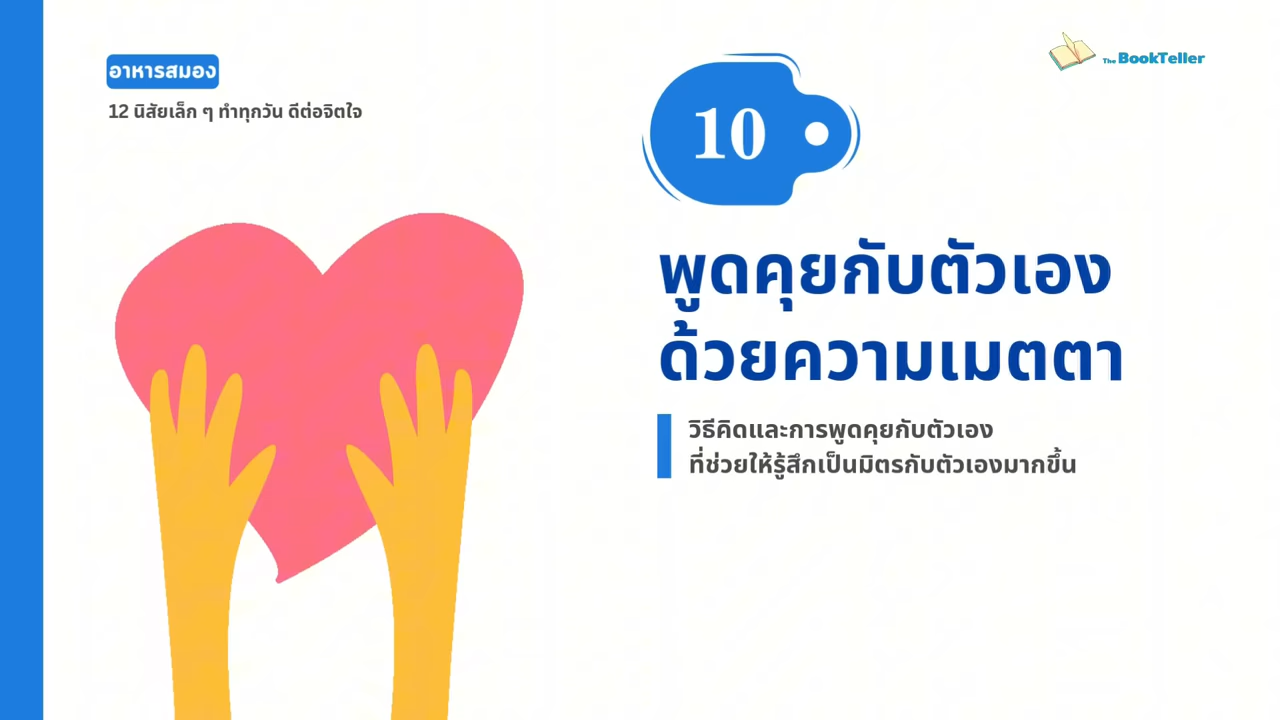 อาหารสมอง
12 นิสัยเล็ก ๆ ทำทุกวัน ดีต่อจิตใจ
The BookTeller
10
พูดคุยกับตัวเอง
ด้วยความเมตตา
วิธีคิดและการพูดคุยกับตัวเอง
ที่ช่วยให้รู้สึกเป็นมิตรกับตัวเองมากขึ้น